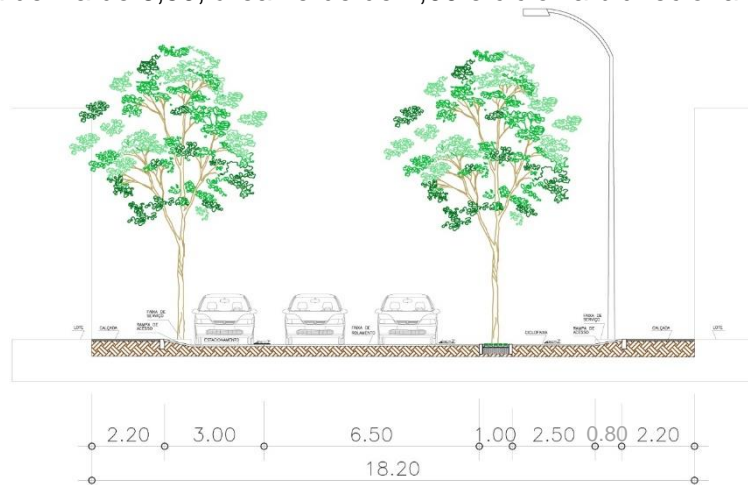 FAIXA DE
SERVIÇO
RAMPA DE
ACESSO
LOTE
CALÇADA
ESTACIONAMENTO
FAIXA DE
ROLAMENTO
CICLOFAIXA
FAIXA DE
SERVIÇO
RAMPA DE
ACESSO
CALÇADA
LOTE
2.20 3.00 6.50 1.00 2.50 0.80 2.20
18.20